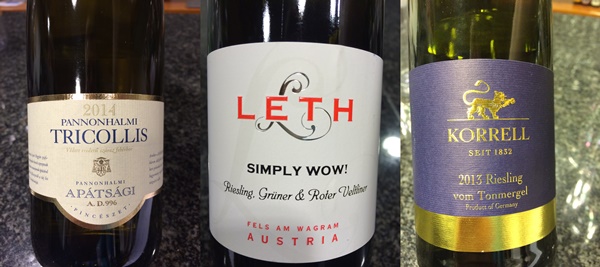 2014
PANNONHALMI
TRICOLLIS
PANNONHALMI
APÁTSÁGI
A.D. 996
PINCÉSZET
LETH
SIMPLY WOW!
Riesling, Grüner & Roter Veltliner
FELS AM WAGRAM
AUSTRIA
KORRELL
SEIT 1832
2013 Riesling
vom Tonmergel
Product of Germany